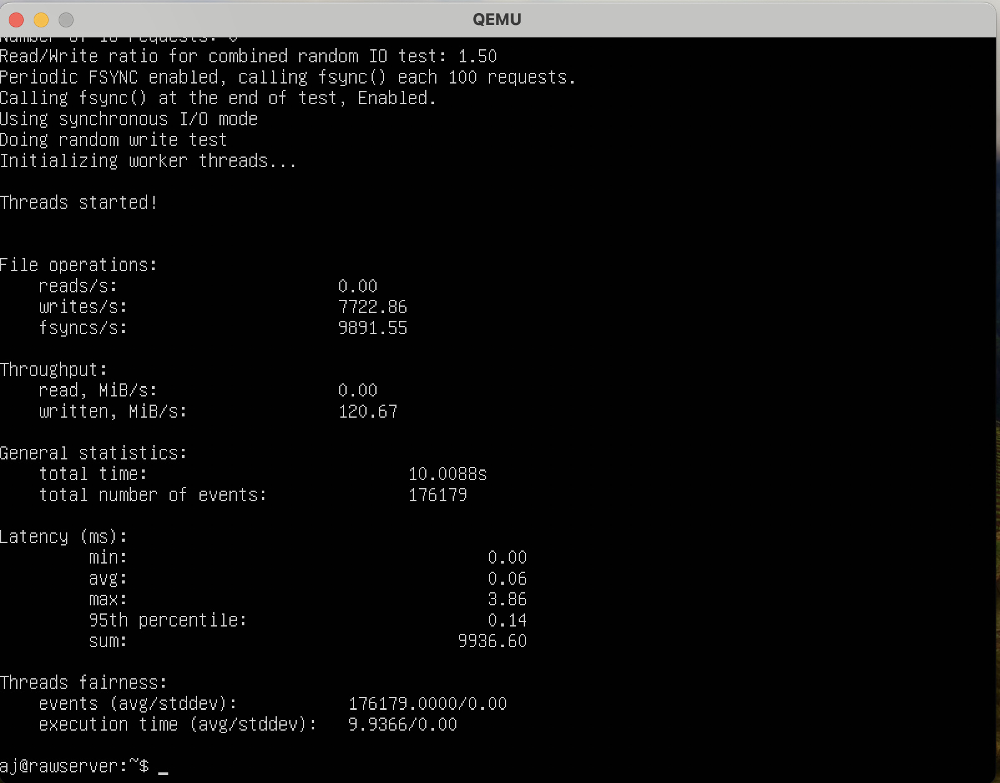 QEMU
Number of IO requests: 0
Read/Write ratio for combined random IO test: 1.50
Periodic FSYNC enabled, calling fsync() each 100 requests.
Calling fsync() at the end of test, Enabled.
Using synchronous I/O mode
Doing random write test
Initializing worker threads...
Threads started!
File operations:
reads/s: 0.00
writes/s: 7722.86
fsyncs/s: 9891.55
Throughput:
read, MiB/s: 0.00
written, MiB/s: 120.67
General statistics:
total time: 10.0088s
total number of events: 176179
Latency (ms):
min: 0.00
avg: 0.06
max: 3.86
95th percentile: 0.14
sum: 9936.60
Threads fairness:
events (avg/stddev): 176179.0000/0.00
execution time (avg/stddev): 9.9366/0.00
aj@rawserver:~$ _